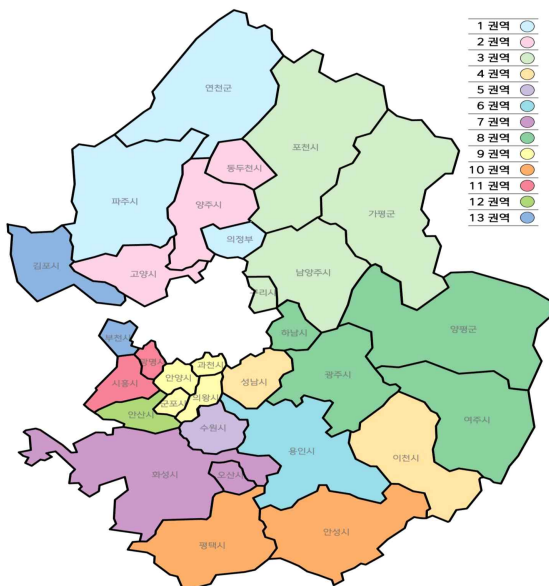 1 권역
2 권역
3 권역
4 권역
5 권역
6 권역
7 권역
8 권역
9 권역
10 권역
11 권역
12 권역
13 권역
연천군
포천시
동두천시
파주시
양주시
가평군
의정부
김포시
고양시
남양주시
구리시
양평군
부천시
하남시
광명시
과천시
안양시
성남시
광주시
시흥시
군포시
의왕시
안산시
여주시
수원시
용인시
이천시
화성시
오산시
안성시
평택시